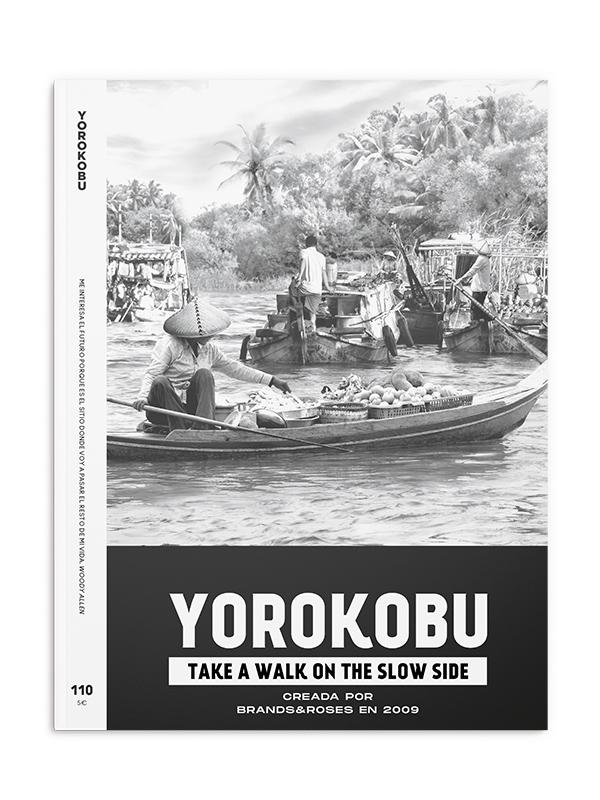 YOROKOBU
ME INTERESA EL FUTURO PORQUE ES EL SITIO DONDE VOY A PASAR EL RESTO DE MI VIDA. WOODY ALLEN
110
5€
YOROKOBU
TAKE A WALK ON THE SLOW SIDE
CREADA POR
BRANDS&ROSES EN 2009